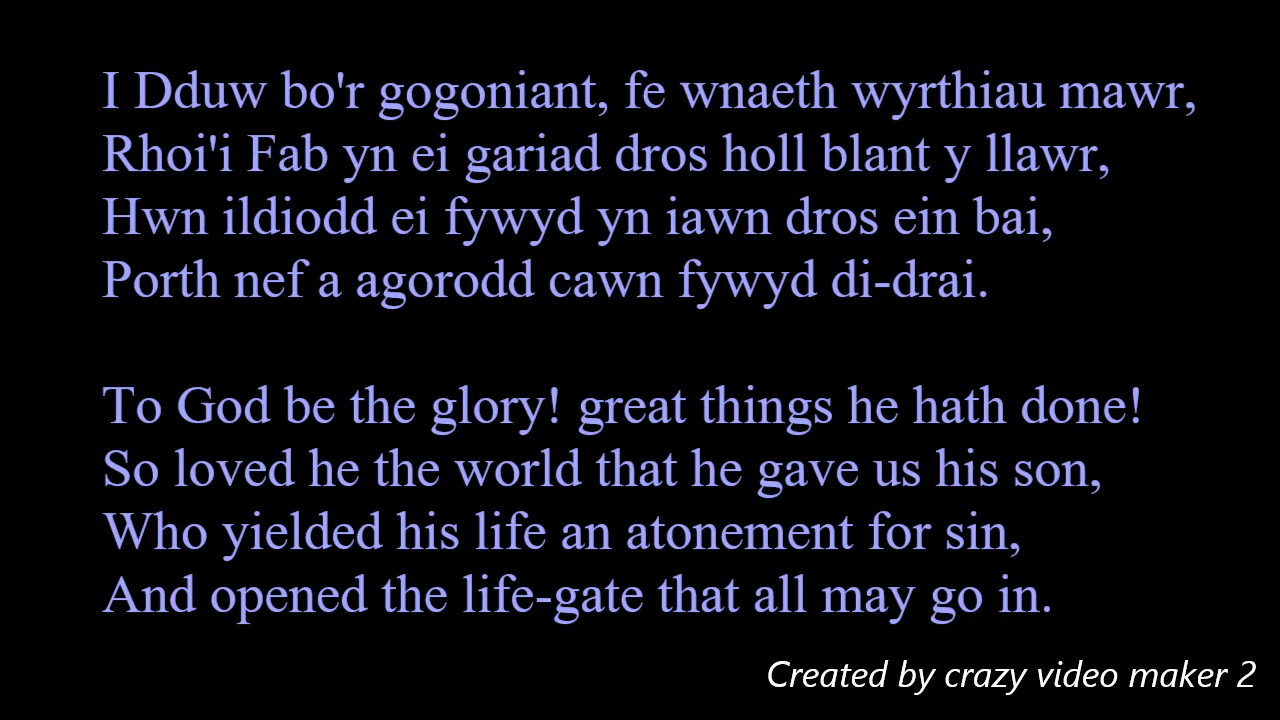 I Dduw bo'r gogoniant, fe wnaeth wyrthiau mawr,
Rhoi'i Fab yn ei gariad dros holl blant y llawr,
Hwn ildiodd ei fywyd yn iawn dros ein bai,
Porth nef a agorodd cawn fywyd di-drai.
To God be the glory! great things he hath done!
So loved he the world that he gave us his son,
Who yielded his life an atonement for sin,
And opened the life-gate that all may go in.
Created by crazy video maker 2